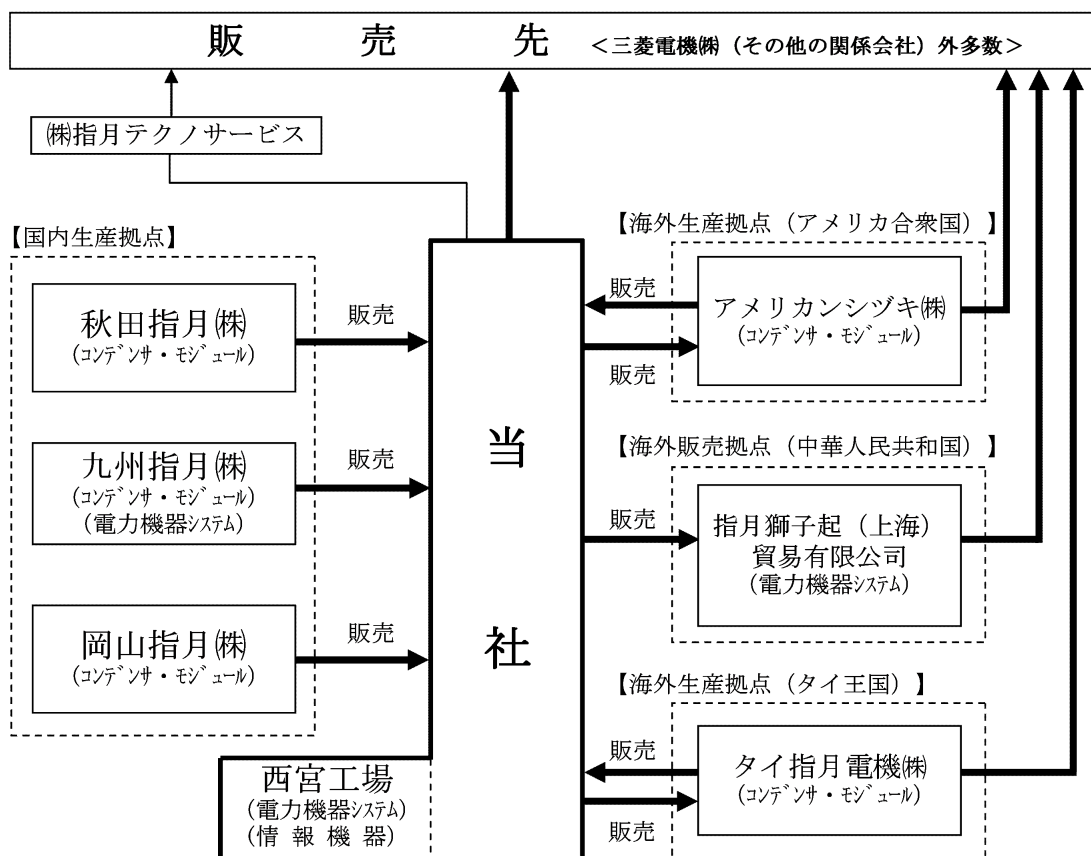 販売先 ＜三菱電機㈱（その他の関係会社）外多数＞
㈱指月テクノサービス
【国内生産拠点】
秋田指月㈱
(ｺﾝﾃﾞﾝｻ・ﾓｼﾞｭｰﾙ)
販売
九州指月㈱
(ｺﾝﾃﾞﾝｻ・ﾓｼﾞｭｰﾙ)
(電力機器ｼｽﾃﾑ)
販売
岡山指月㈱
(ｺﾝﾃﾞﾝｻ・ﾓｼﾞｭｰﾙ)
販売
西宮工場
(電力機器ｼｽﾃﾑ)
(情報機器)
当社
【海外生産拠点（アメリカ合衆国）】
販売
販売
アメリカンシヅキ㈱
(ｺﾝﾃﾞﾝｻ・ﾓｼﾞｭｰﾙ)
【海外販売拠点（中華人民共和国）】
販売
指月獅子起（上海）
貿易有限公司
(電力機器ｼｽﾃﾑ)
【海外生産拠点（タイ王国）】
販売
販売
タイ指月電機㈱
(ｺﾝﾃﾞﾝｻ・ﾓｼﾞｭｰﾙ)